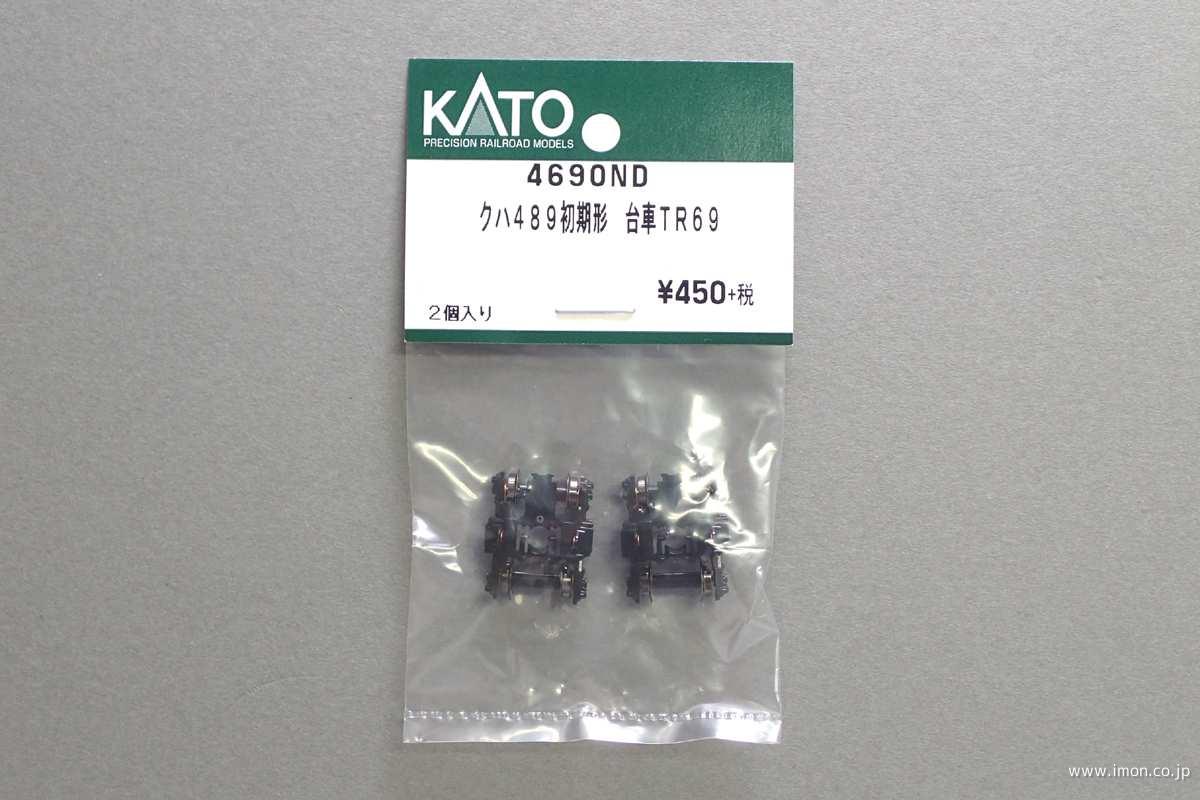 KATO
PRECISION RAILROAD MODELS
4690ND
クハ489初期形 台車TR69
¥450+税
2個入り
www.imon.co.jp